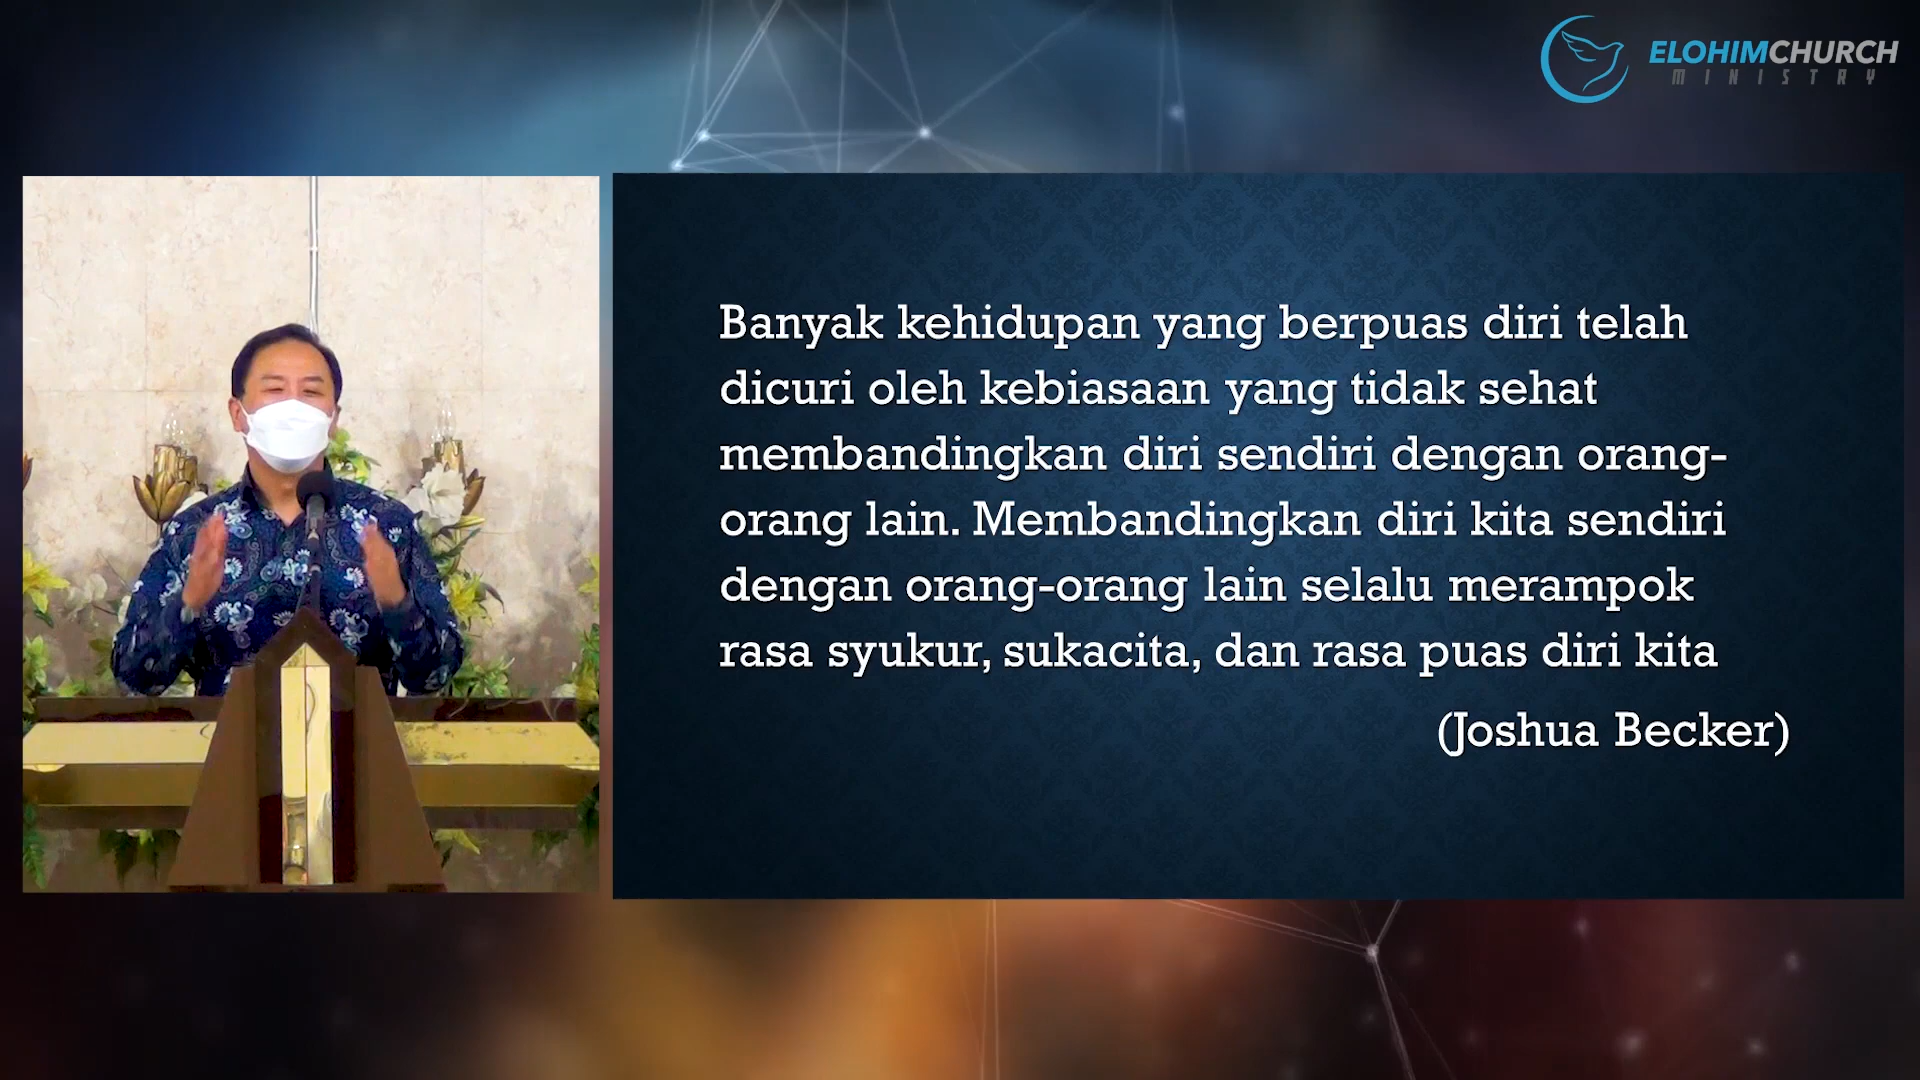 ELOHIMCHURCH
MINISTRY
Banyak kehidupan yang berpuas diri telah
dicuri oleh kebiasaan yang tidak sehat
membandingkan diri sendiri dengan orang-
orang lain. Membandingkan diri kita sendiri
dengan orang-orang lain selalu merampok
rasa syukur, sukacita, dan rasa puas diri kita
(Joshua Becker)